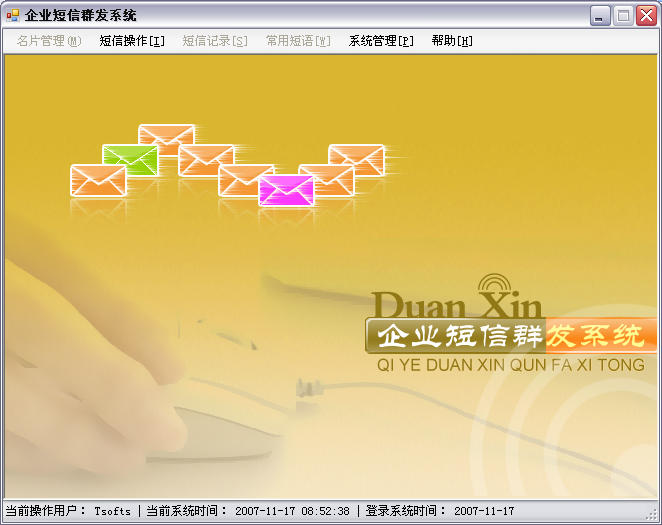 企业短信群发系统
名片管理(M) 短信操作[I] 短信记录[S] 常用短语[W] 系统管理[P] 帮助[H]
Duan Xin
企业短信群发系统
QI YE DUAN XIN QUN FA XI TONG
当前操作用户： Tsofts | 当前系统时间： 2007-11-17 08:52:38 | 登录系统时间： 2007-11-17